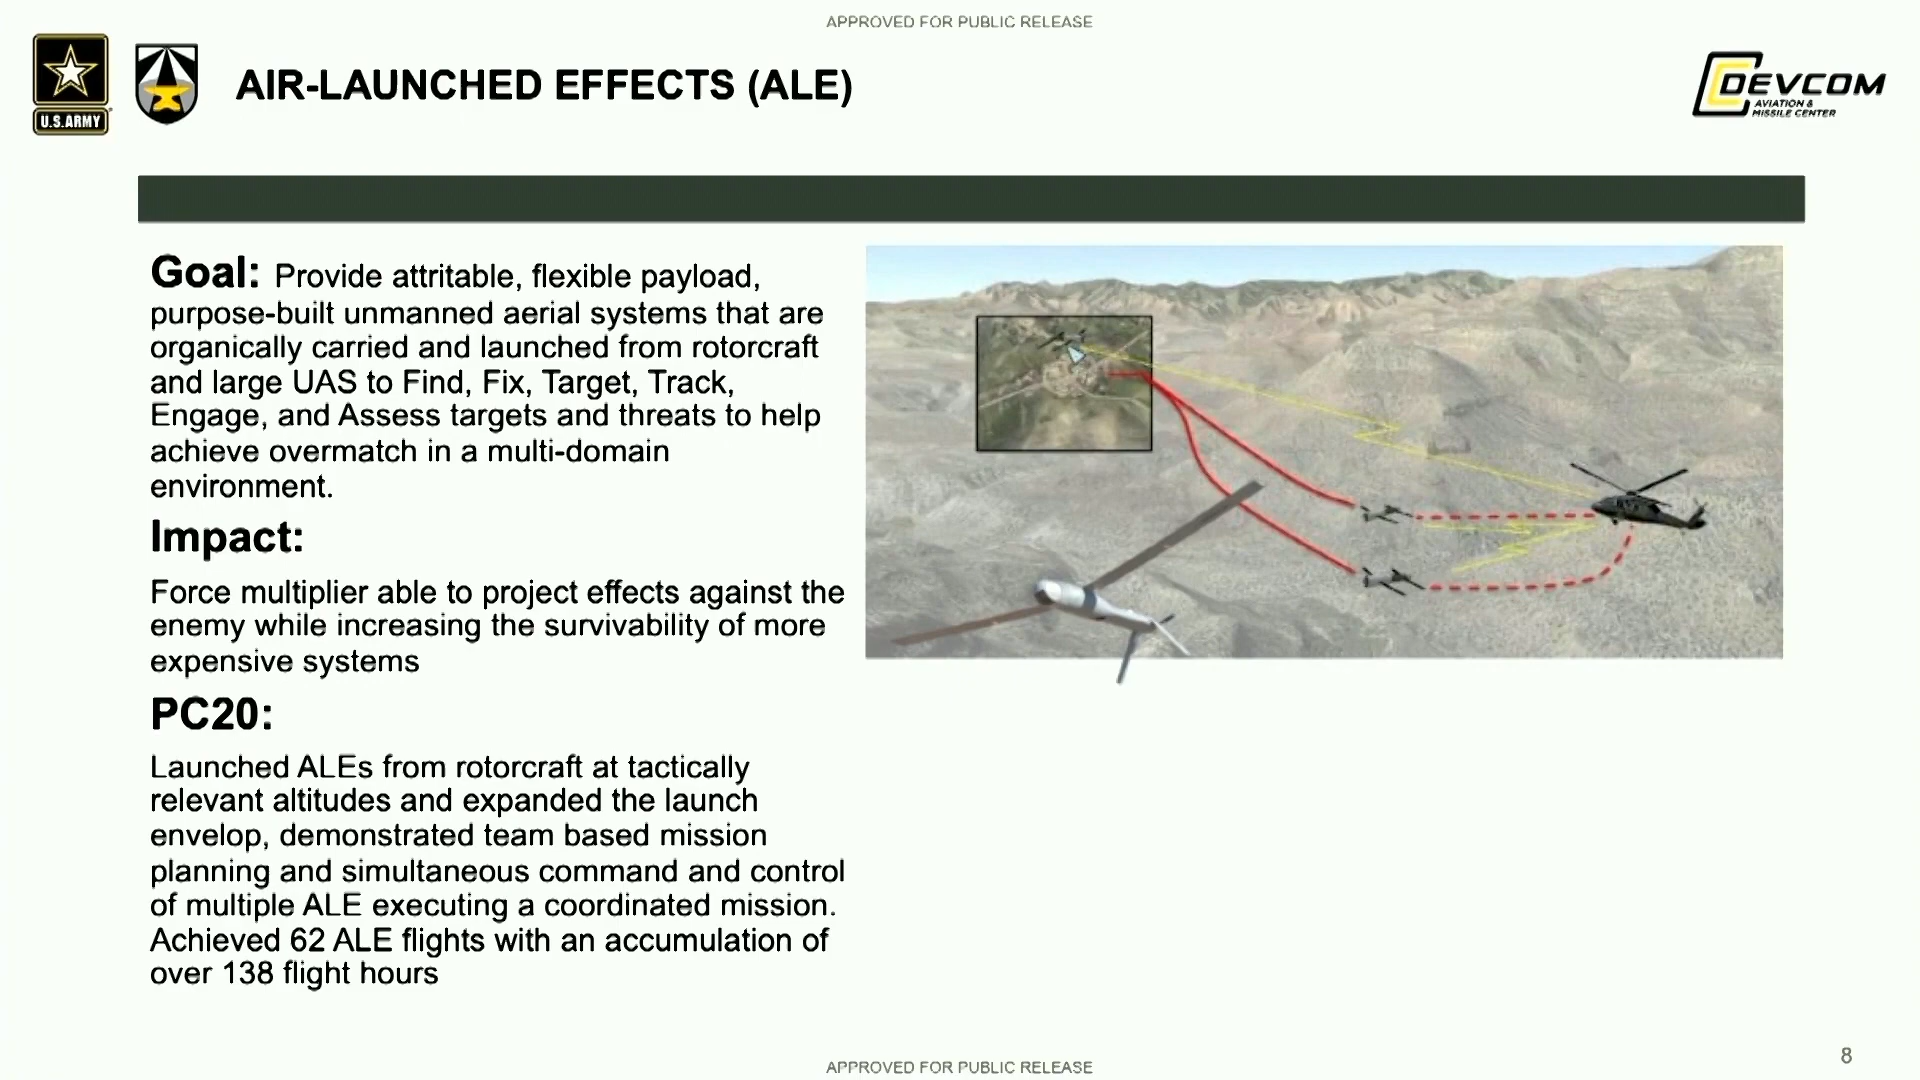 APPROVED FOR PUBLIC RELEASE
U.S.ARMY
AIR-LAUNCHED EFFECTS (ALE)
DEVCOM
AVIATION &
MISSILE CENTER
Goal: Provide attritable, flexible payload,
purpose-built unmanned aerial systems that are
organically carried and launched from rotorcraft
and large UAS to Find, Fix, Target, Track,
Engage, and Assess targets and threats to help
achieve overmatch in a multi-domain
environment.
Impact:
Force multiplier able to project effects against the
enemy while increasing the survivability of more
expensive systems
PC20:
Launched ALEs from rotorcraft at tactically
relevant altitudes and expanded the launch
envelop, demonstrated team based mission
planning and simultaneous command and control
of multiple ALE executing a coordinated mission.
Achieved 62 ALE flights with an accumulation of
over 138 flight hours
8
APPROVED FOR PUBLIC RELEASE